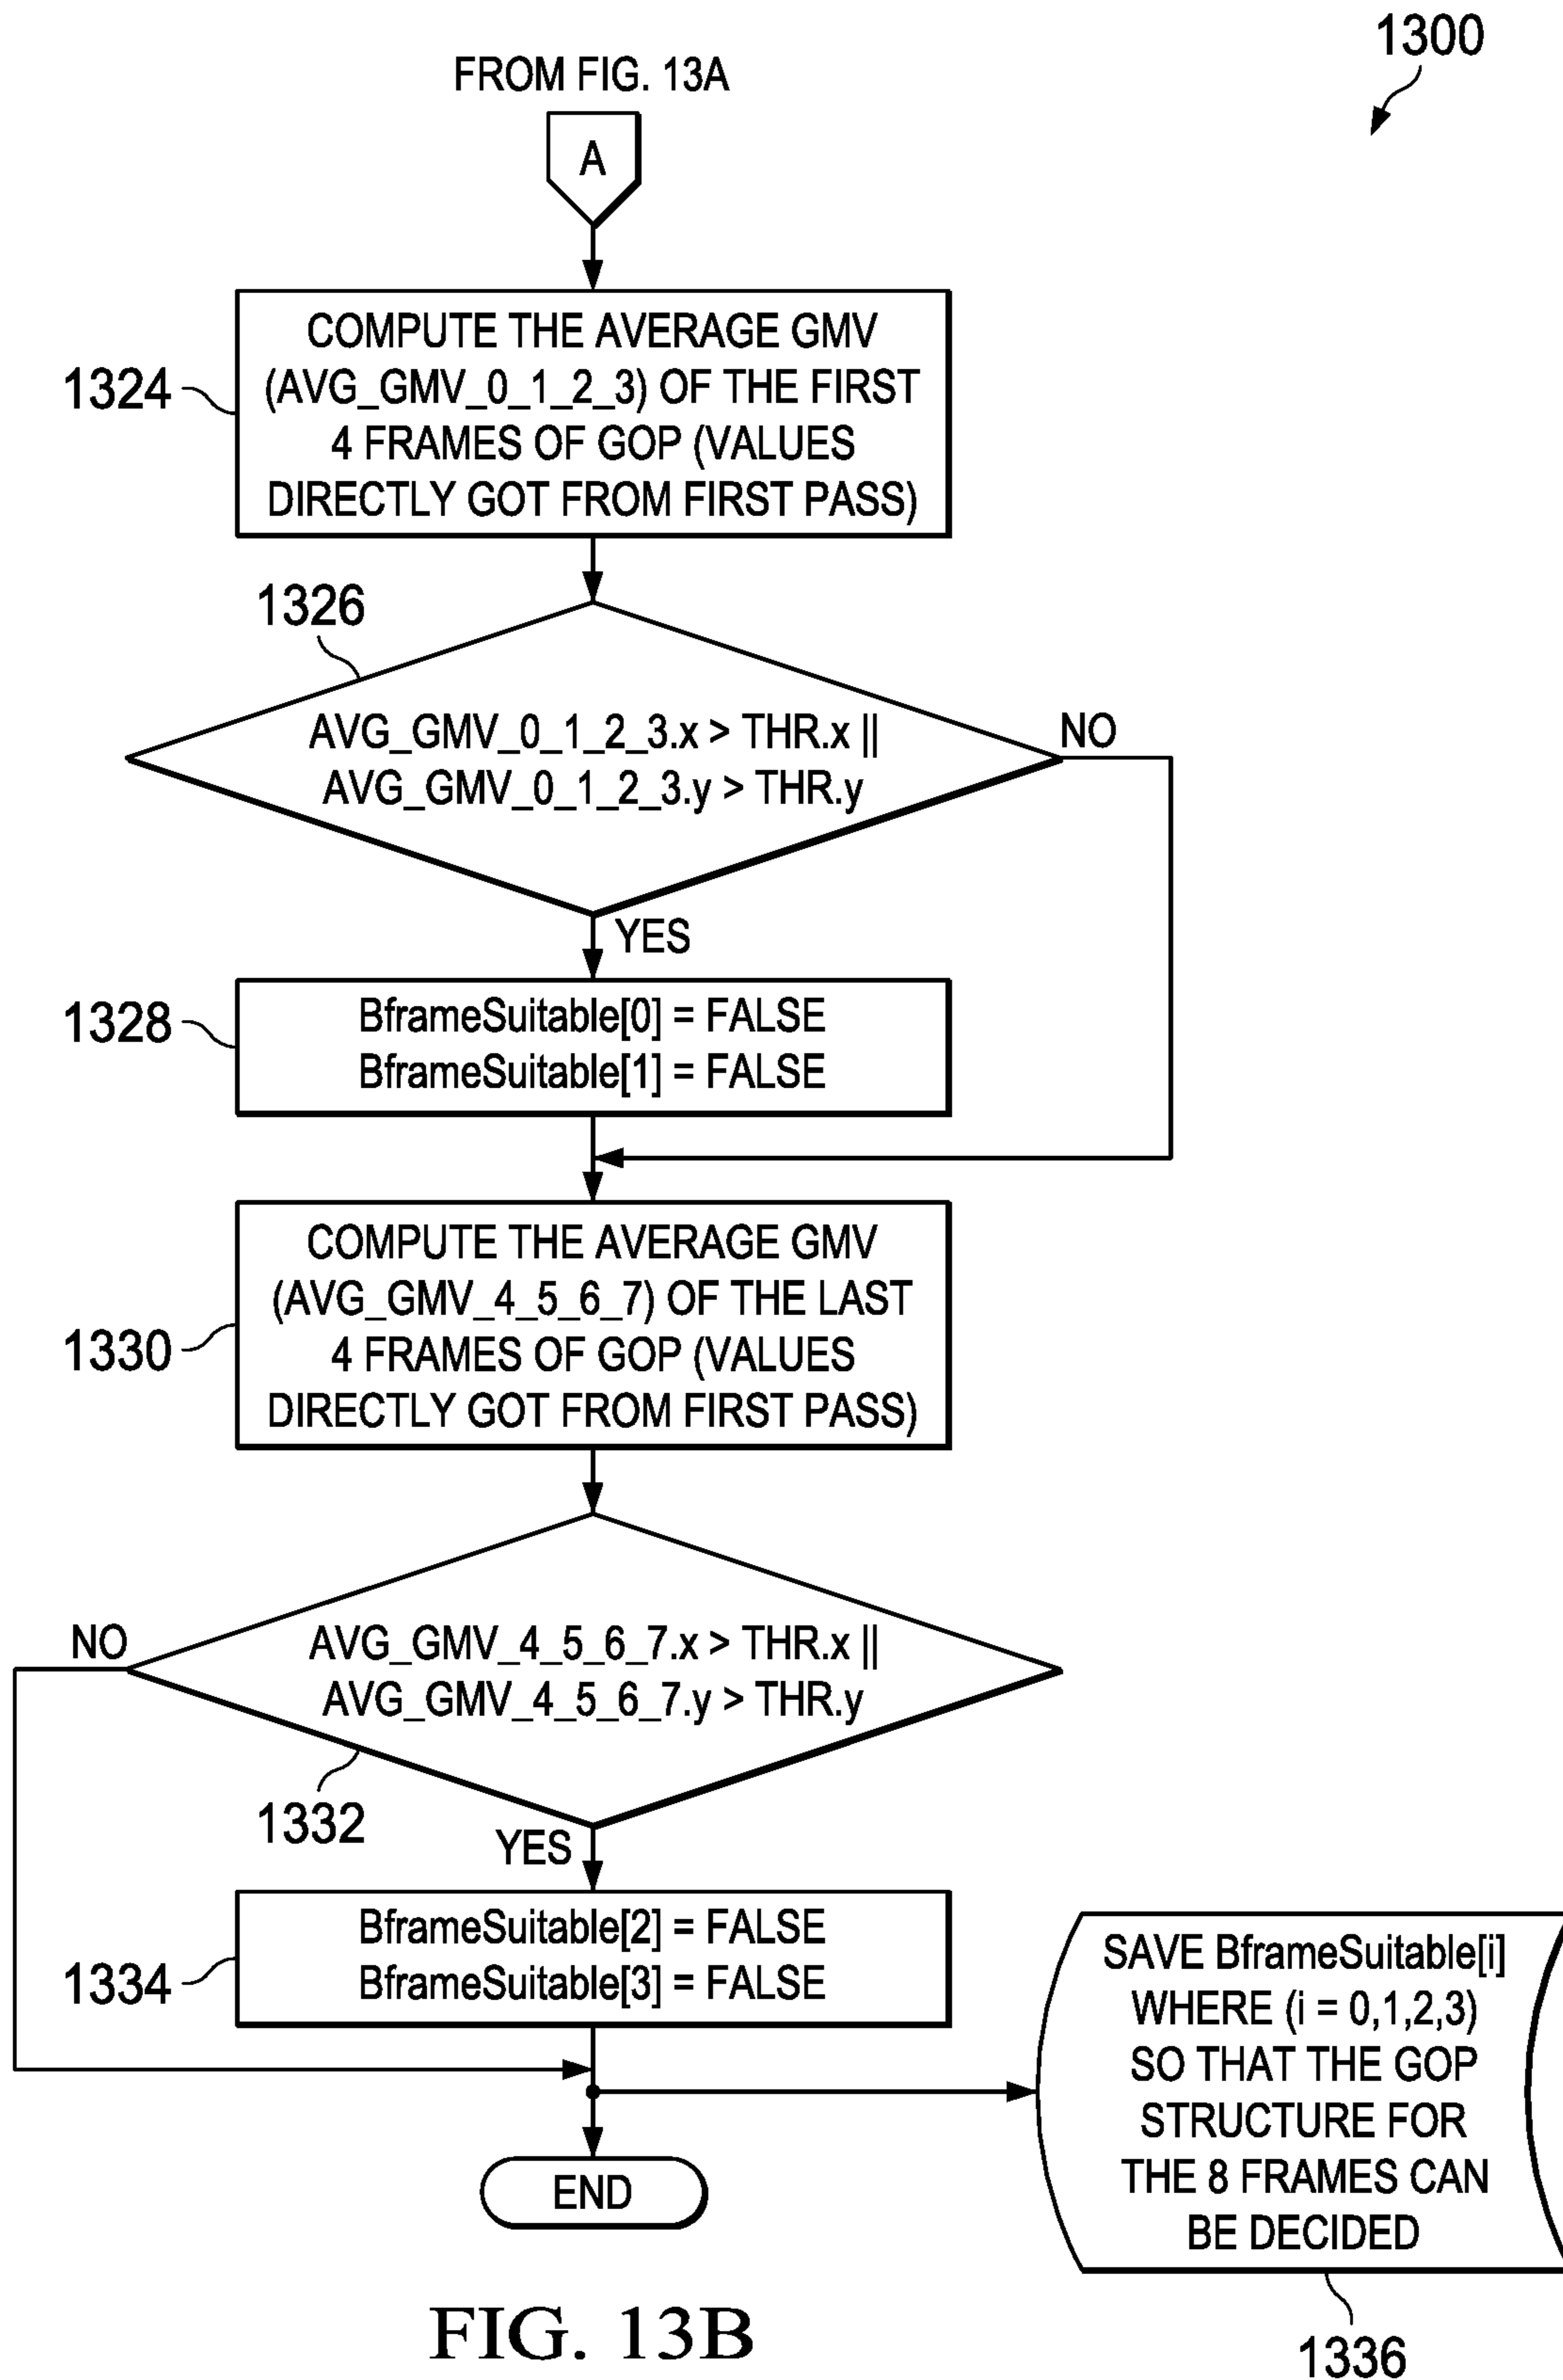 1300
FROM FIG. 13A
A
1324
COMPUTE THE AVERAGE GMV
(AVG_GMV_0_1_2_3) OF THE FIRST
4 FRAMES OF GOP (VALUES
DIRECTLY GOT FROM FIRST PASS)
1326
AVG_GMV_0_1_2_3.x > THR.x ||
AVG_GMV_0_1_2_3.y > THR.y
NO
YES
1328
BframeSuitable[0] = FALSE
BframeSuitable[1] = FALSE
1330
COMPUTE THE AVERAGE GMV
(AVG_GMV_4_5_6_7) OF THE LAST
4 FRAMES OF GOP (VALUES
DIRECTLY GOT FROM FIRST PASS)
NO
AVG_GMV_4_5_6_7.x > THR.x ||
AVG_GMV_4_5_6_7.y > THR.y
1332
YES
1334
BframeSuitable[2] = FALSE
BframeSuitable[3] = FALSE
SAVE BframeSuitable[i]
WHERE (i = 0,1,2,3)
SO THAT THE GOP
STRUCTURE FOR
THE 8 FRAMES CAN
BE DECIDED
END
1336
FIG. 13B